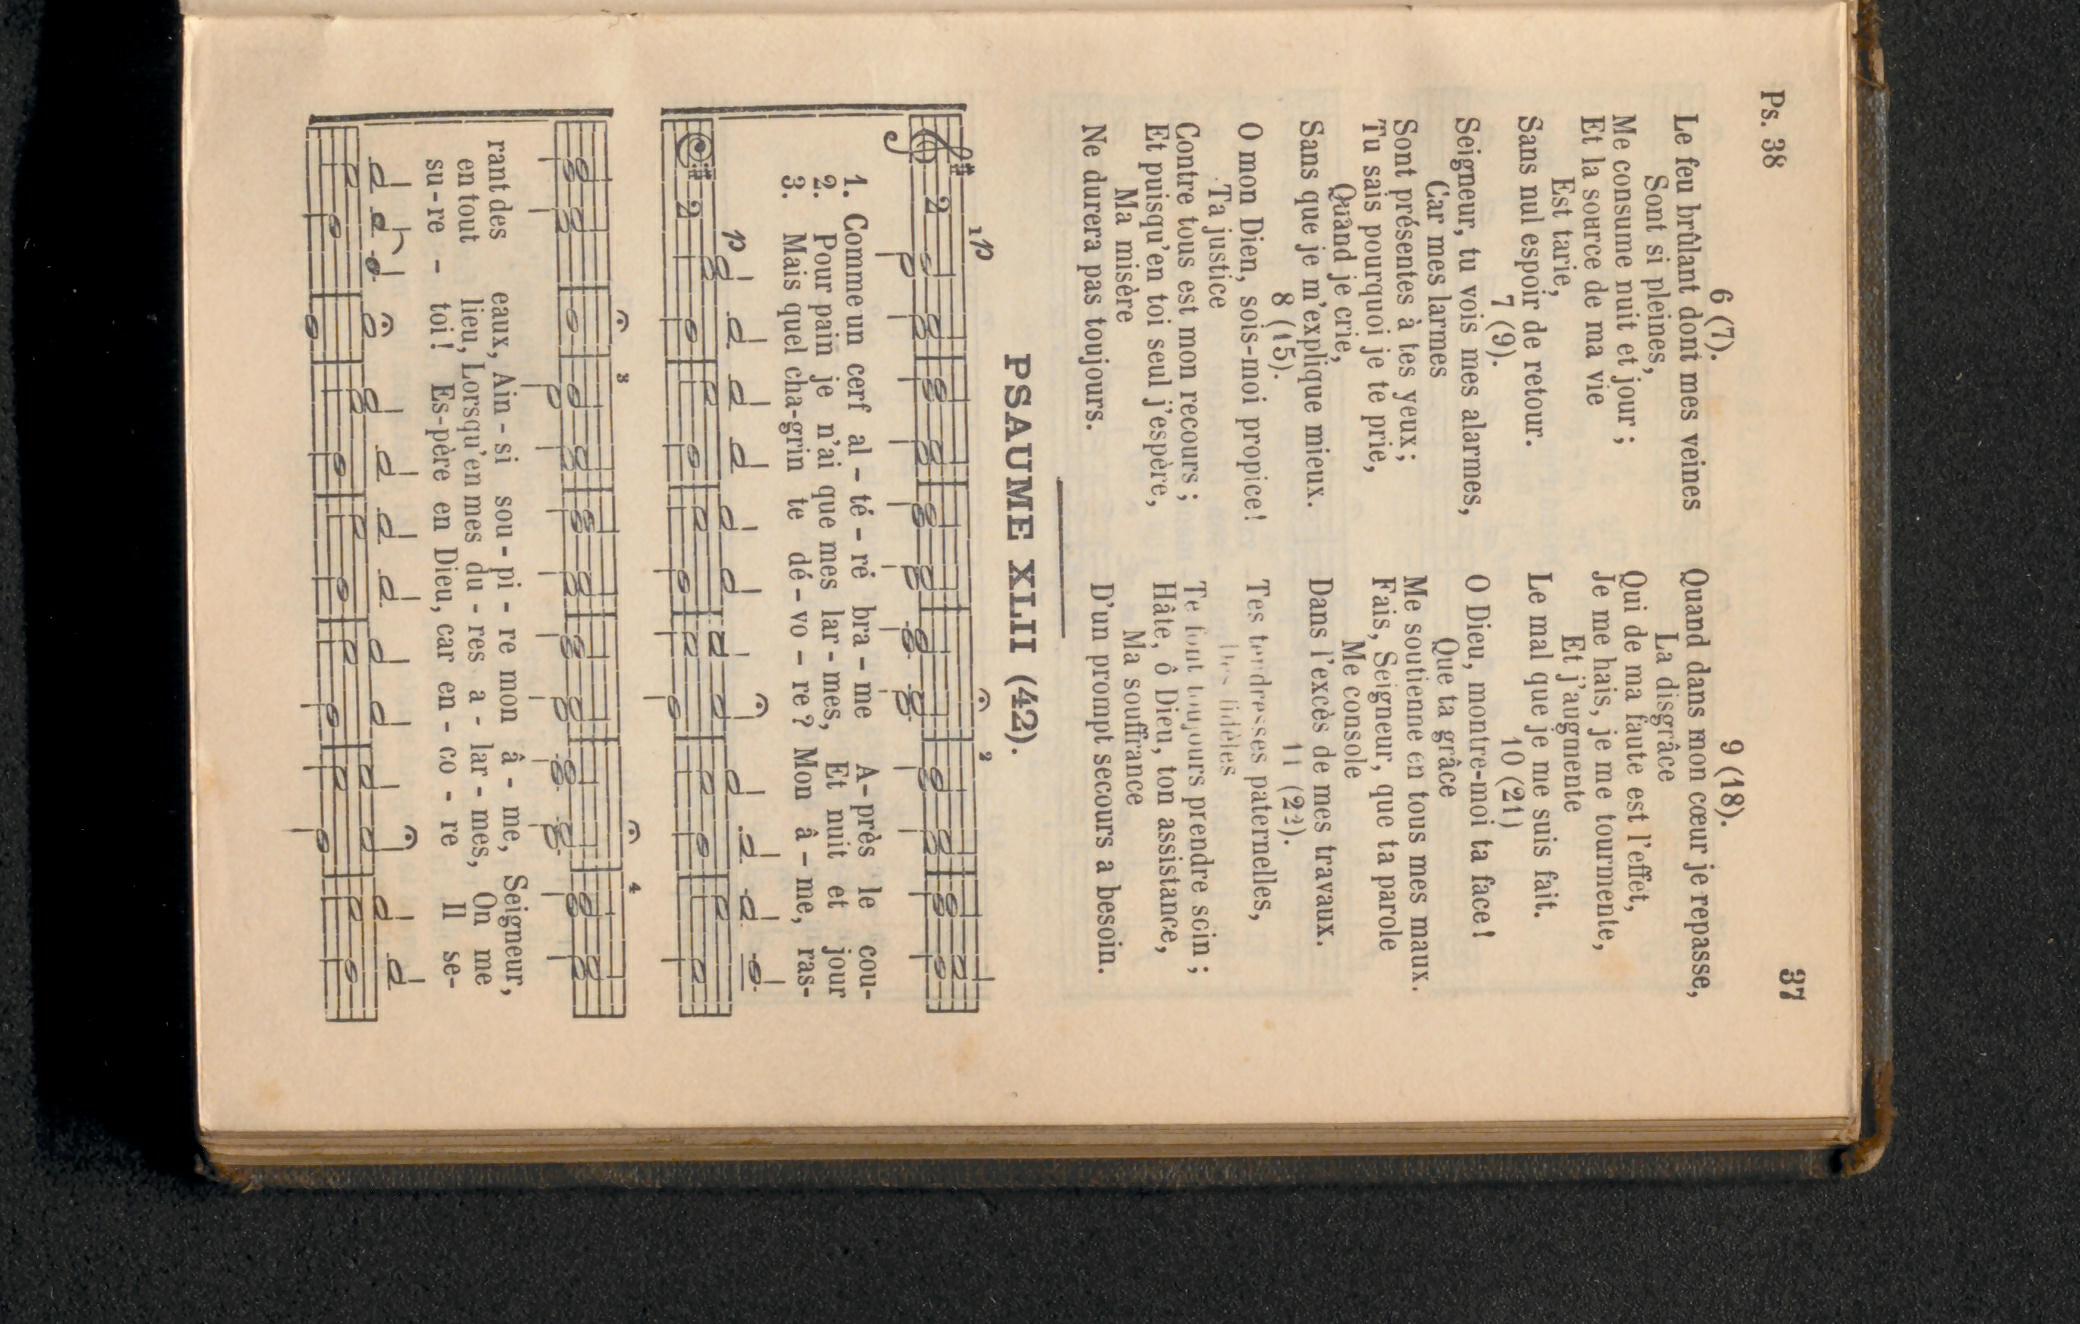 Ps. 38
37
6 (7).
Le feu brûlant dont mes veines
Sont si pleines,
Me consume nuit et jour ;
Et la source de ma vie
Est tarie,
Sans nul espoir de retour.
7 (9).
Seigneur, tu vois mes alarmes,
Car mes larmes
Sont présentes à tes yeux ;
Tu sais pourquoi je te prie,
Quand je crie,
Sans que je m'explique mieux.
8 (15).
O mon Dieu, sois-moi propice!
Ta justice
Contre tous est mon recours ;
Et puisqu'en toi seul j'espère,
Ma misère
Ne durera pas toujours.
9 (18).
Quand dans mon cœur je repasse,
La disgrâce
Qui de ma faute est l'effet,
Je me hais, je me tourmente,
Et j'augmente
Le mal que je me suis fait.
10 (21)
O Dieu, montre-moi ta face!
Que ta grâce
Me soutienne en tous mes maux.
Fais, Seigneur, que ta parole
Me console
Dans l'excès de mes travaux.
11 (22).
Tes tendresses paternelles,
Des fidèles
Te font toujours prendre soin ;
Hâte, ô Dieu, ton assistance,
Ma souffrance
D'un prompt secours a besoin.
PSAUME XLII (42).
1 p 2
1. Comme un cerf al - té - ré bra - me A-près le cou-
2. Pour pain je n'ai que mes lar - mes, Et nuit et jour
3. Mais quel cha-grin te dé - vo - re ? Mon â - me, ras-
p
3 4
rant des eaux, Ain - si sou - pi - re mon â - me, Seigneur,
en tout lieu, Lorsqu'en mes du - res a - lar - mes, On me
su - re - toi! Es-père en Dieu, car en - co - re Il se-